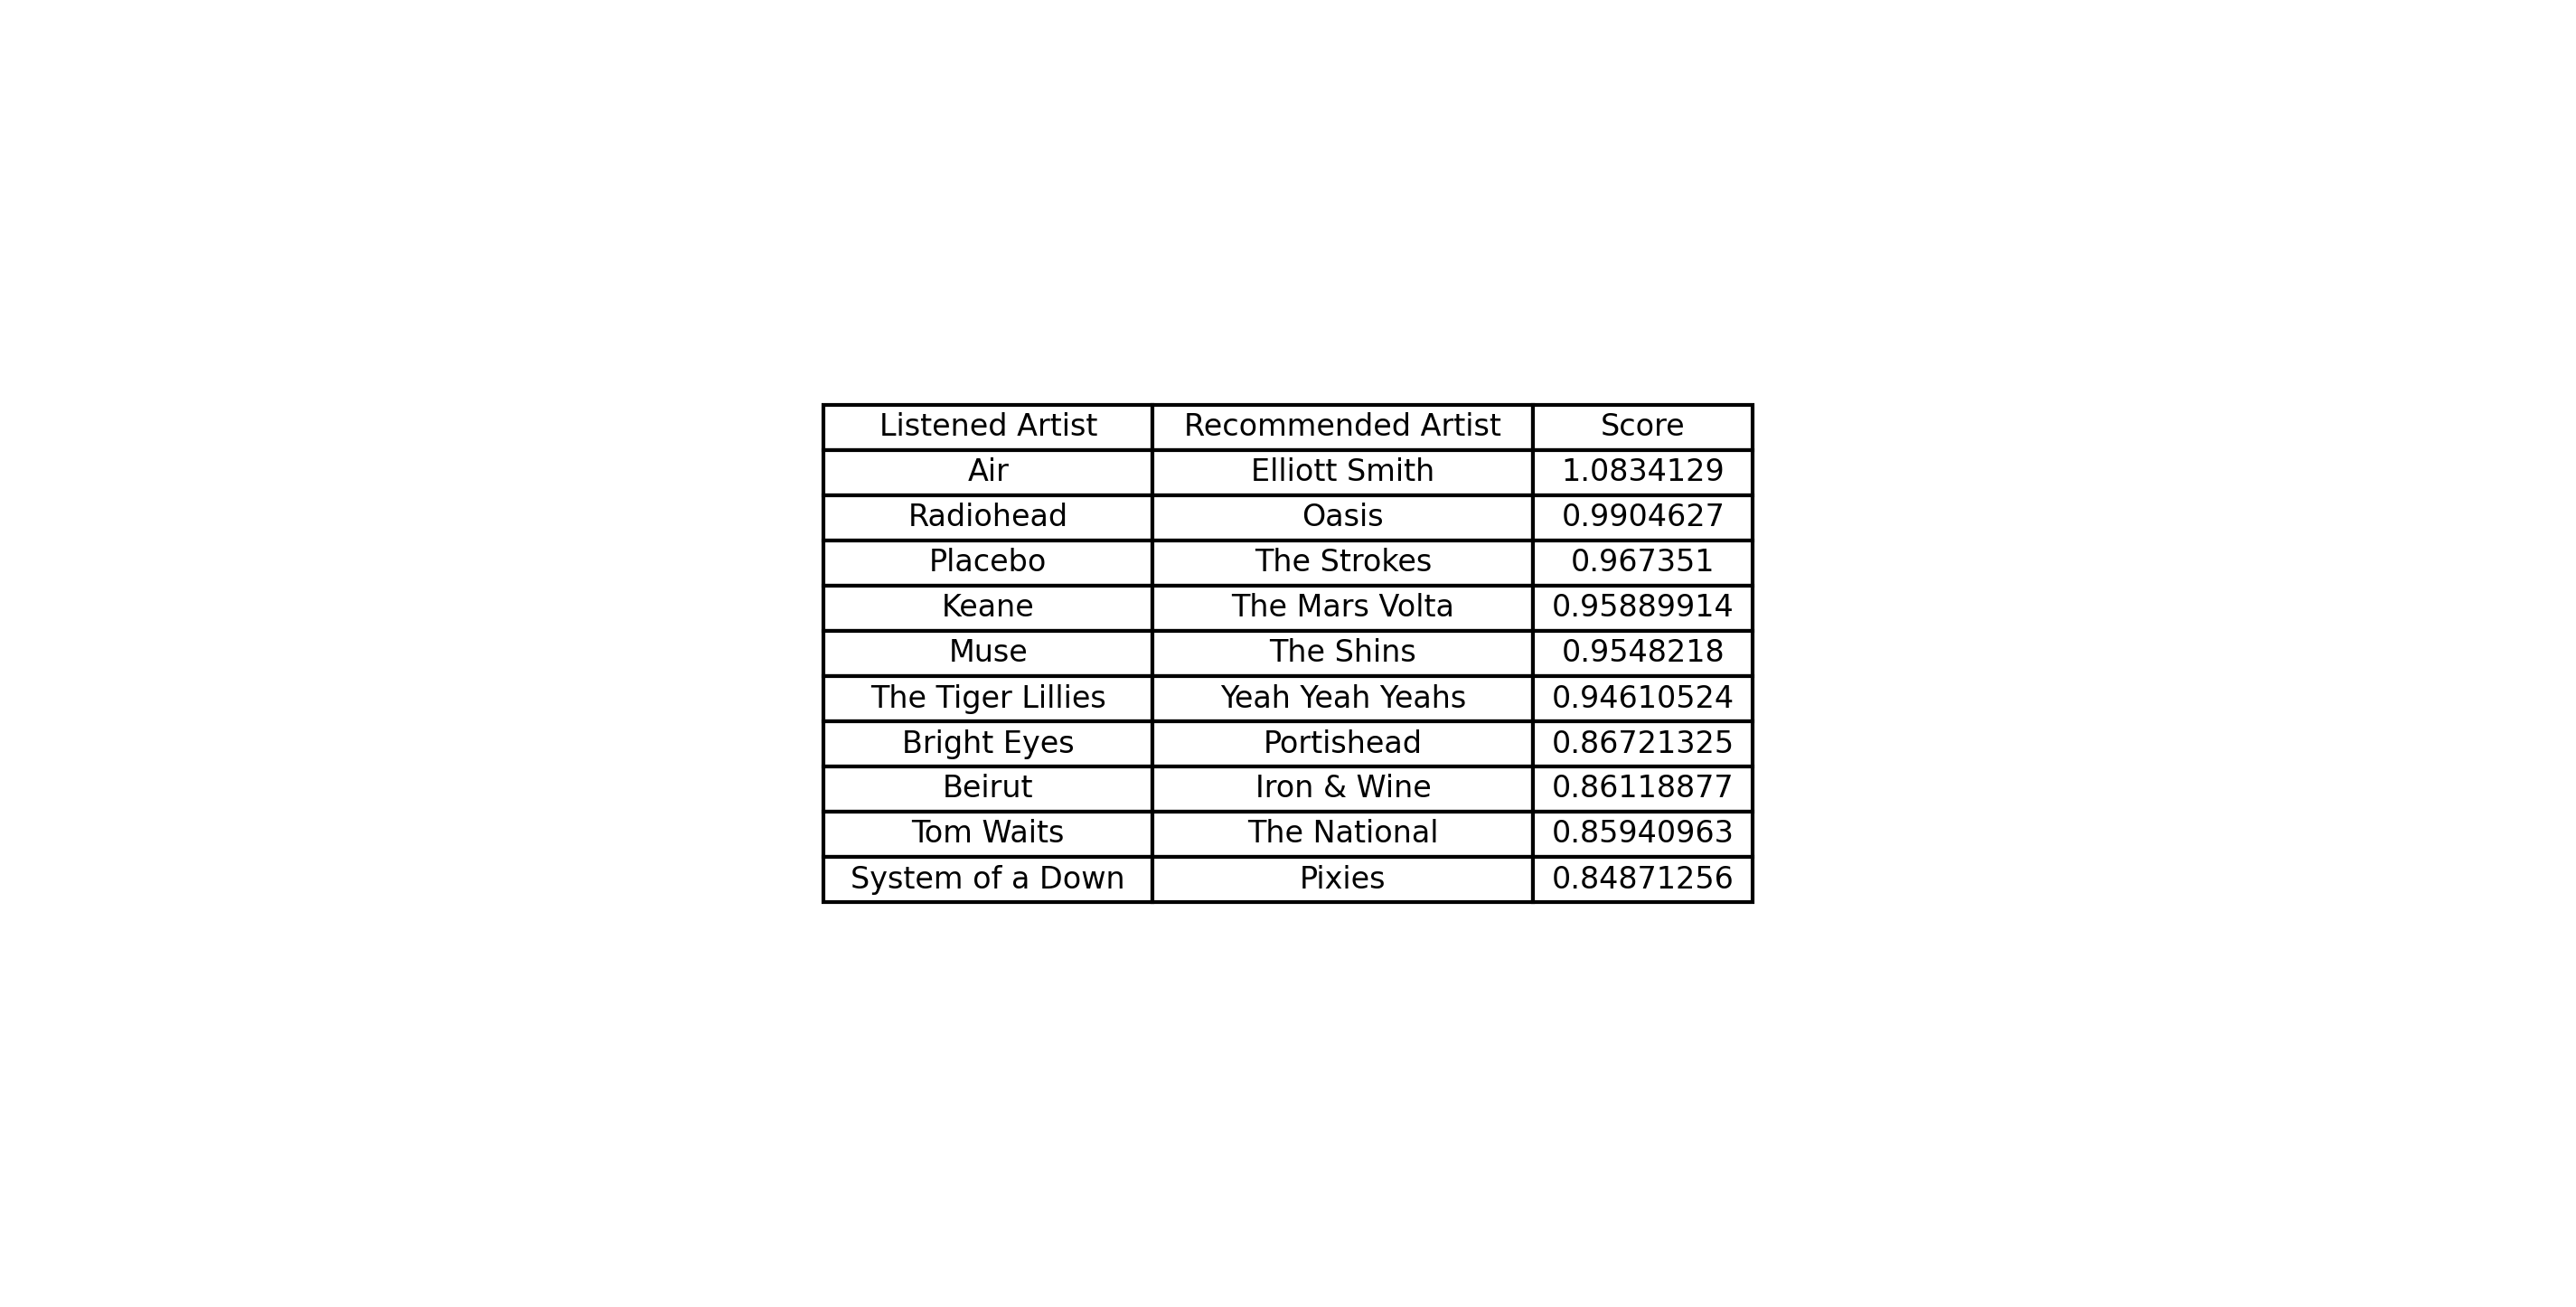 Listened Artist Recommended Artist Score
Air Elliott Smith 1.0834129
Radiohead Oasis 0.9904627
Placebo The Strokes 0.967351
Keane The Mars Volta 0.95889914
Muse The Shins 0.9548218
The Tiger Lillies Yeah Yeah Yeahs 0.94610524
Bright Eyes Portishead 0.86721325
Beirut Iron & Wine 0.86118877
Tom Waits The National 0.85940963
System of a Down Pixies 0.84871256